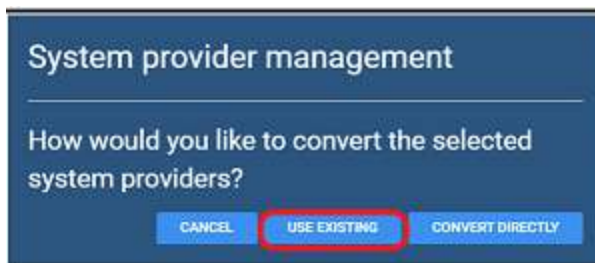 System provider management
How would you like to convert the selected
system providers?
CANCEL USE EXISTING CONVERT DIRECTLY